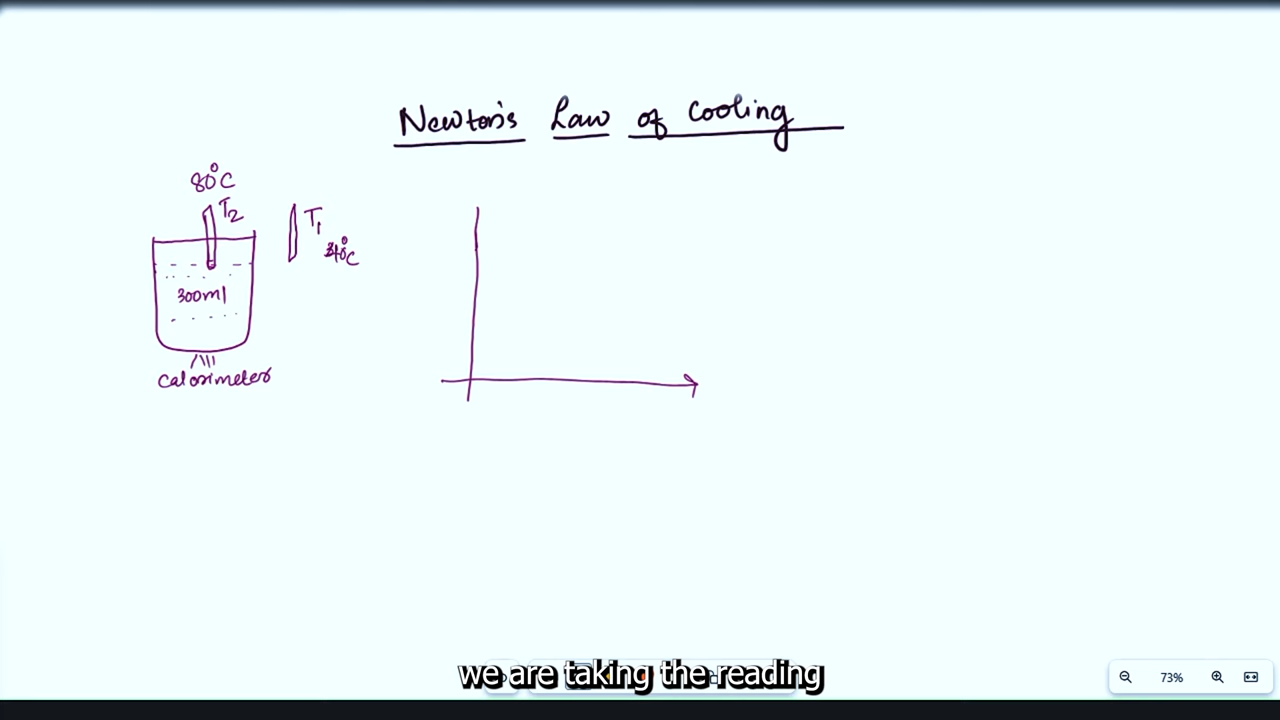 Newton's Law of Cooling
80°C
T2
T1
300ml
Calorimeter
we are taking the reading
73%